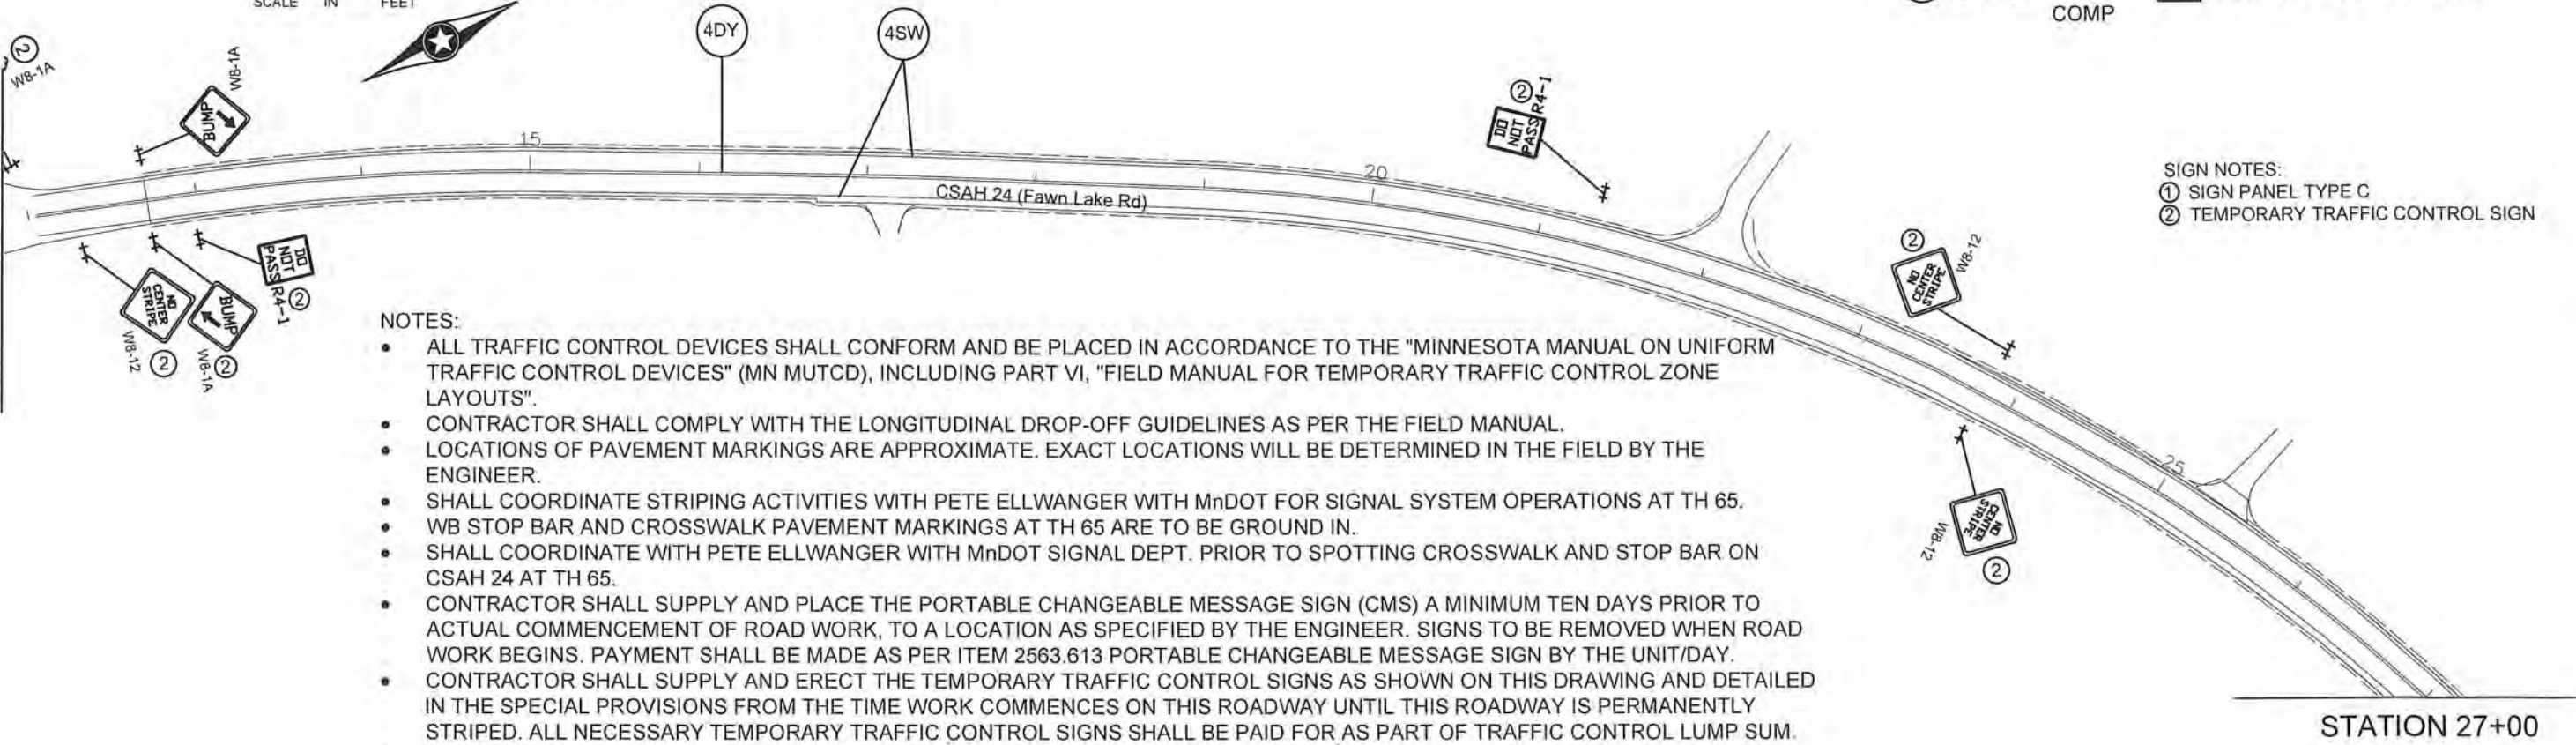 SCALE IN FEET
COMP
2
W8-1A
BUMP
W8-1A
4DY
4SW
DO
NOT
PASS
2
R4-1
15
20
CSAH 24 (Fawn Lake Rd)
SIGN NOTES:
1 SIGN PANEL TYPE C
2 TEMPORARY TRAFFIC CONTROL SIGN
NO
CENTER
STRIPE
W8-12
2
BUMP
W8-1A
2
DO
NOT
PASS
R4-1
2
2
NO
CENTER
STRIPE
W8-12
25
NO
CENTER
STRIPE
W8-12
2
NOTES:
• ALL TRAFFIC CONTROL DEVICES SHALL CONFORM AND BE PLACED IN ACCORDANCE TO THE "MINNESOTA MANUAL ON UNIFORM
TRAFFIC CONTROL DEVICES" (MN MUTCD), INCLUDING PART VI, "FIELD MANUAL FOR TEMPORARY TRAFFIC CONTROL ZONE
LAYOUTS".
• CONTRACTOR SHALL COMPLY WITH THE LONGITUDINAL DROP-OFF GUIDELINES AS PER THE FIELD MANUAL.
• LOCATIONS OF PAVEMENT MARKINGS ARE APPROXIMATE. EXACT LOCATIONS WILL BE DETERMINED IN THE FIELD BY THE
ENGINEER.
• SHALL COORDINATE STRIPING ACTIVITIES WITH PETE ELLWANGER WITH MnDOT FOR SIGNAL SYSTEM OPERATIONS AT TH 65.
• WB STOP BAR AND CROSSWALK PAVEMENT MARKINGS AT TH 65 ARE TO BE GROUND IN.
• SHALL COORDINATE WITH PETE ELLWANGER WITH MnDOT SIGNAL DEPT. PRIOR TO SPOTTING CROSSWALK AND STOP BAR ON
CSAH 24 AT TH 65.
• CONTRACTOR SHALL SUPPLY AND PLACE THE PORTABLE CHANGEABLE MESSAGE SIGN (CMS) A MINIMUM TEN DAYS PRIOR TO
ACTUAL COMMENCEMENT OF ROAD WORK, TO A LOCATION AS SPECIFIED BY THE ENGINEER. SIGNS TO BE REMOVED WHEN ROAD
WORK BEGINS. PAYMENT SHALL BE MADE AS PER ITEM 2563.613 PORTABLE CHANGEABLE MESSAGE SIGN BY THE UNIT/DAY.
• CONTRACTOR SHALL SUPPLY AND ERECT THE TEMPORARY TRAFFIC CONTROL SIGNS AS SHOWN ON THIS DRAWING AND DETAILED
IN THE SPECIAL PROVISIONS FROM THE TIME WORK COMMENCES ON THIS ROADWAY UNTIL THIS ROADWAY IS PERMANENTLY
STRIPED. ALL NECESSARY TEMPORARY TRAFFIC CONTROL SIGNS SHALL BE PAID FOR AS PART OF TRAFFIC CONTROL LUMP SUM.
STATION 27+00